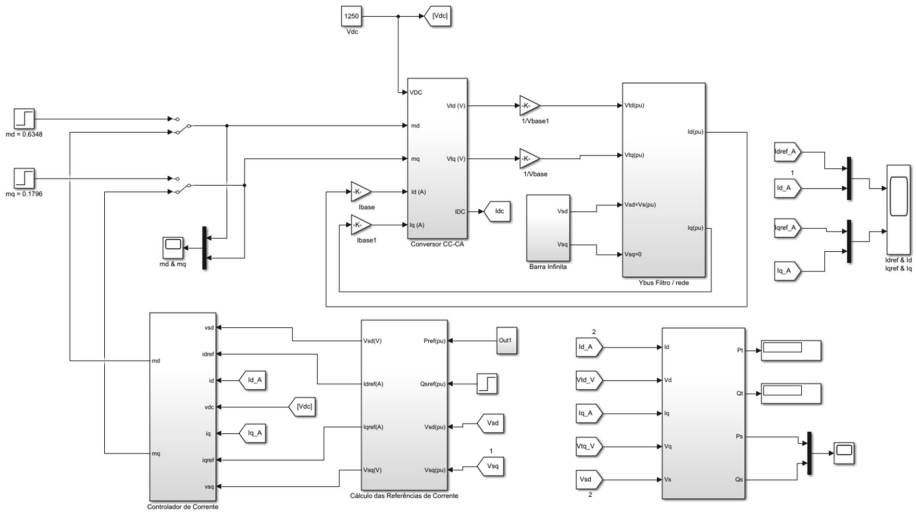 1250
Vdc
[Vdc]
VDC
md
mq
Id (A)
Iq (A)
Vtd (V)
Vtq (V)
IDC
Conversor CC-CA
-K-
1/Vbase1
-K-
1/Vbase
Idc
Vtd(pu)
Vtq(pu)
Vsd=Vs(pu)
Vsq=0
Id(pu)
Iq(pu)
Ybus Filtro / rede
Vsd
Vsq
Barra Infinita
md = 0.6348
mq = 0.1796
-K-
Ibase
-K-
Ibase1
md & mq
Idref_A
1
Id_A
Iqref_A
Iq_A
Idref & Id
Iqref & Iq
vsd
idref
id
vdc
iq
iqref
vsq
md
mq
Controlador de Corrente
Id_A
[Vdc]
Iq_A
Vsd(V)
Idref(A)
Iqref(A)
Vsq(V)
Pref(pu)
Qsref(pu)
Vsd(pu)
Vsq(pu)
Cálculo das Referências de Corrente
Out1
Vsd
1
Vsq
2
Id_A
Vtd_V
Iq_A
Vtq_V
Vsd
2
Id
Vd
Iq
Vq
Vs
Pt
Qt
Ps
Qs